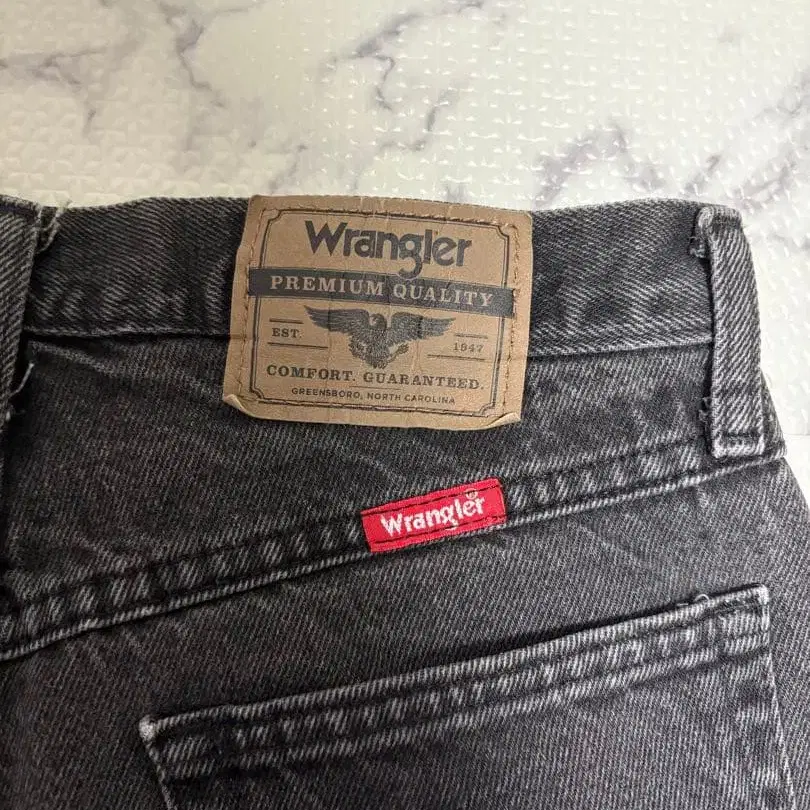 Wrangler
PREMIUM QUALITY
EST. 1947
COMFORT. GUARANTEED.
GREENSBORO, NORTH CAROLINA
Wrangler®